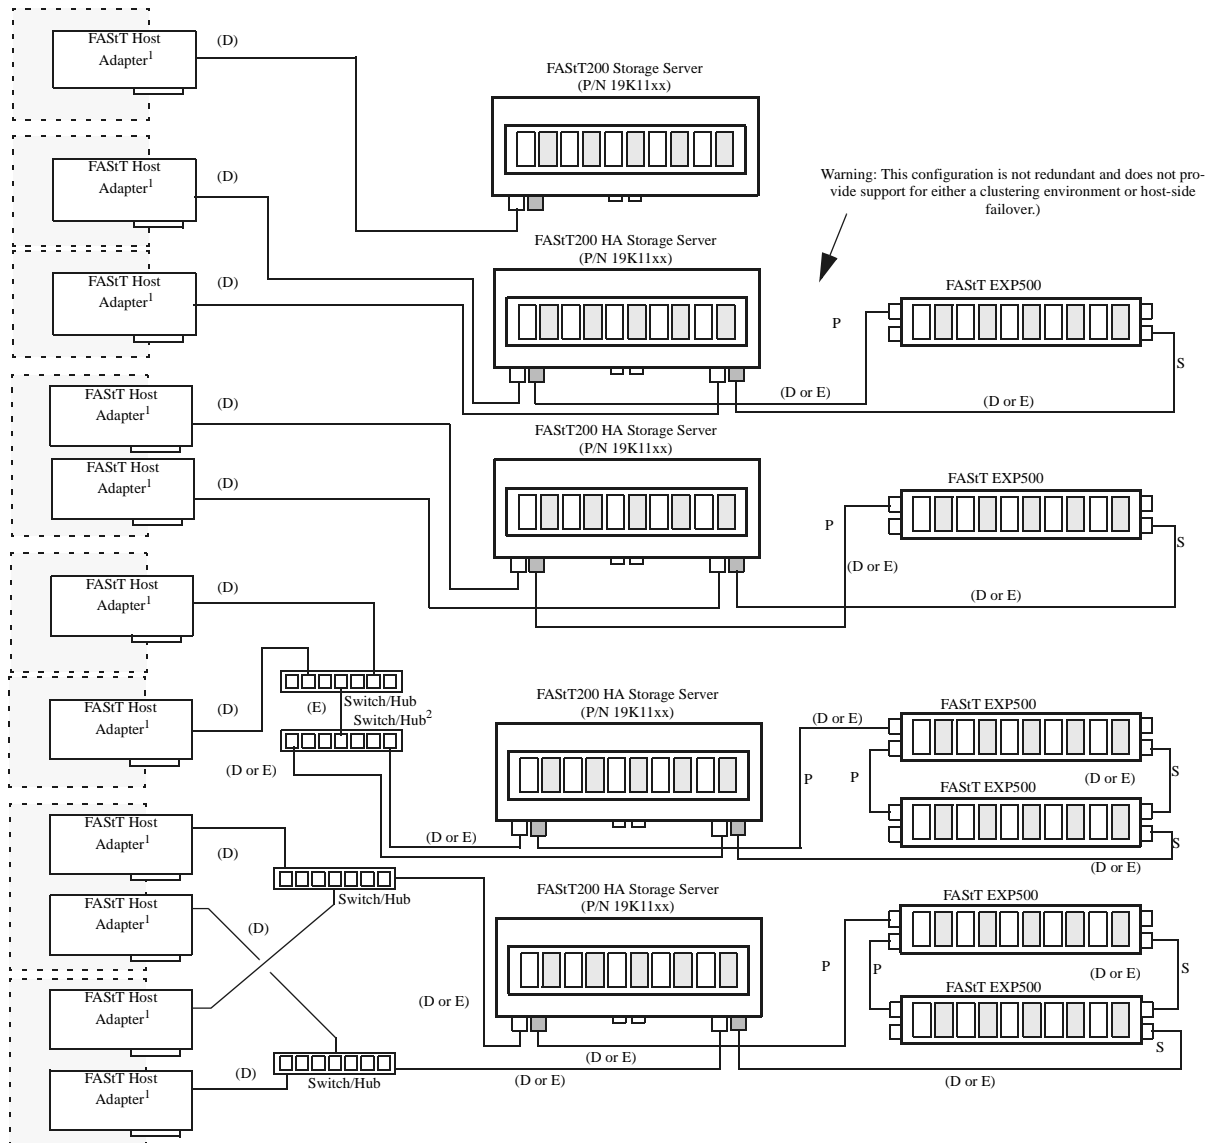 FAStT Host
Adapter1
(D)
FAStT200 Storage Server
(P/N 19K11xx)
FAStT Host
Adapter1
(D)
Warning: This configuration is not redundant and does not pro-
vide support for either a clustering environment or host-side
failover.)
FAStT200 HA Storage Server
(P/N 19K11xx)
FAStT Host
Adapter1
(D)
FAStT EXP500
P
S
(D or E)
(D or E)
FAStT Host
Adapter1
(D)
FAStT200 HA Storage Server
(P/N 19K11xx)
FAStT Host
Adapter1
(D)
FAStT EXP500
P
S
(D or E)
(D or E)
FAStT Host
Adapter1
(D)
Switch/Hub
(E)
Switch/Hub2
FAStT Host
Adapter1
(D)
(D or E)
(D or E)
FAStT200 HA Storage Server
(P/N 19K11xx)
(D or E)
P
P
FAStT EXP500
(D or E)
S
FAStT EXP500
S
(D or E)
FAStT Host
Adapter1
(D)
Switch/Hub
FAStT Host
Adapter1
(D)
FAStT200 HA Storage Server
(P/N 19K11xx)
FAStT EXP500
P
P
(D or E)
S
FAStT Host
Adapter1
(D or E)
FAStT EXP500
S
(D or E)
FAStT Host
Adapter1
(D)
Switch/Hub
(D or E)
(D or E)